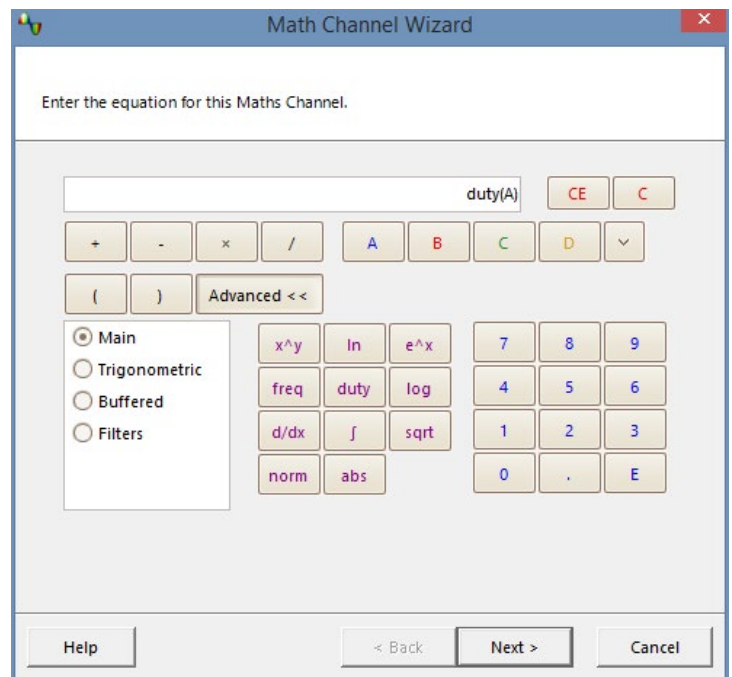 Math Channel Wizard
Enter the equation for this Maths Channel.
duty(A) CE C
+ - × / A B C D
( ) Advanced <<
Main
Trigonometric
Buffered
Filters
x^y ln e^x
freq duty log
d/dx ∫ sqrt
norm abs
7 8 9
4 5 6
1 2 3
0 . E
Help < Back Next > Cancel